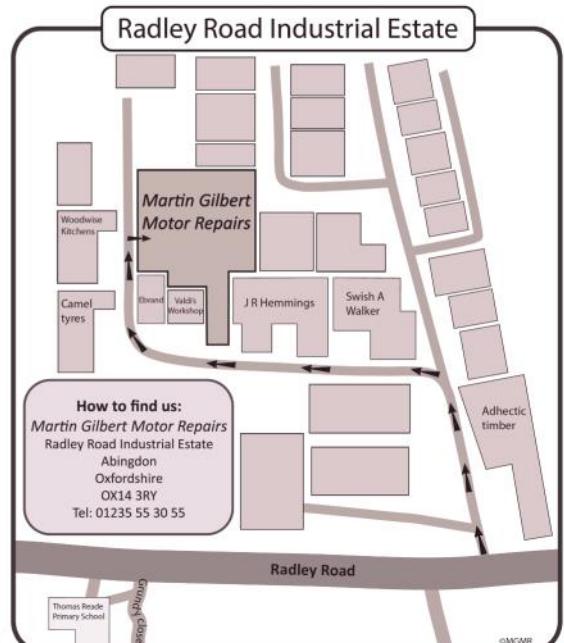 Radley Road Industrial Estate
Martin Gilbert
Motor Repairs
Woodwise
Kitchens
Ebrand
Valdi's
Workshop
J R Hemmings
Swish A
Walker
Camel
tyres
How to find us:
Martin Gilbert Motor Repairs
Radley Road Industrial Estate
Abingdon
Oxfordshire
OX14 3RY
Tel: 01235 55 30 55
Adhectic
timber
Radley Road
Thomas Reade
Primary School
Grundy Close
©MGMR